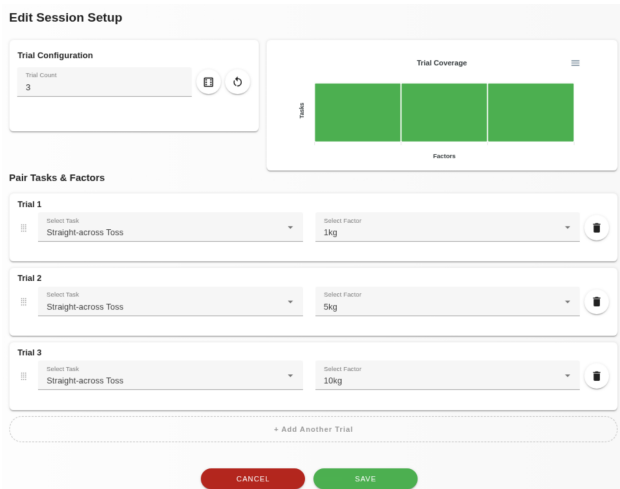 Edit Session Setup
Trial Configuration
Trial Count
3
Trial Coverage
Tasks
Factors
Pair Tasks & Factors
Trial 1
Select Task
Straight-across Toss
Select Factor
1kg
Trial 2
Select Task
Straight-across Toss
Select Factor
5kg
Trial 3
Select Task
Straight-across Toss
Select Factor
10kg
+ Add Another Trial
CANCEL
SAVE